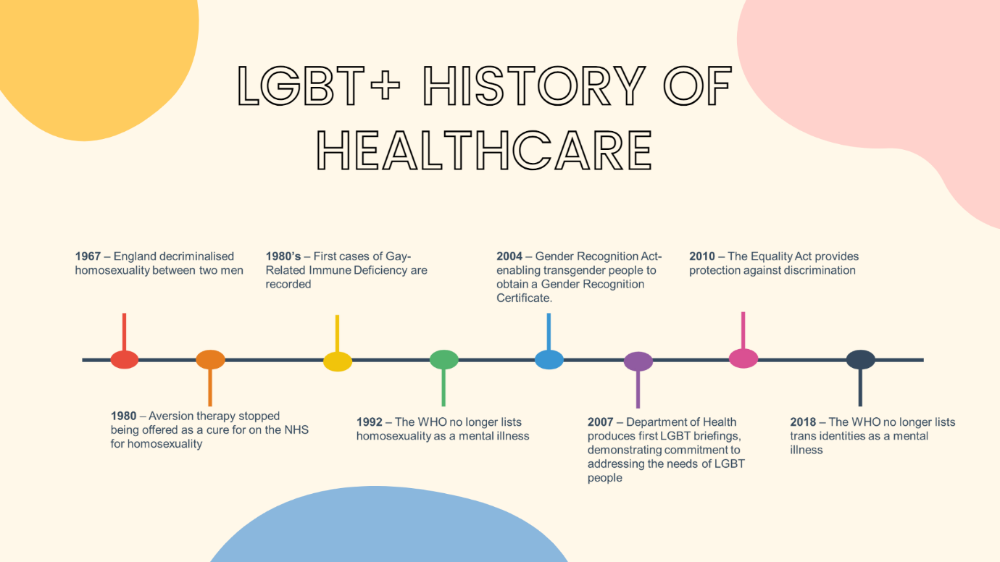 LGBT+ HISTORY OF
HEALTHCARE
1967 – England decriminalised
homosexuality between two men
1980's – First cases of Gay-
Related Immune Deficiency are
recorded
2004 – Gender Recognition Act-
enabling transgender people to
obtain a Gender Recognition
Certificate.
2010 – The Equality Act provides
protection against discrimination
1980 – Aversion therapy stopped
being offered as a cure for on the NHS
for homosexuality
1992 – The WHO no longer lists
homosexuality as a mental illness
2007 – Department of Health
produces first LGBT briefings,
demonstrating commitment to
addressing the needs of LGBT
people
2018 – The WHO no longer lists
trans identities as a mental
illness